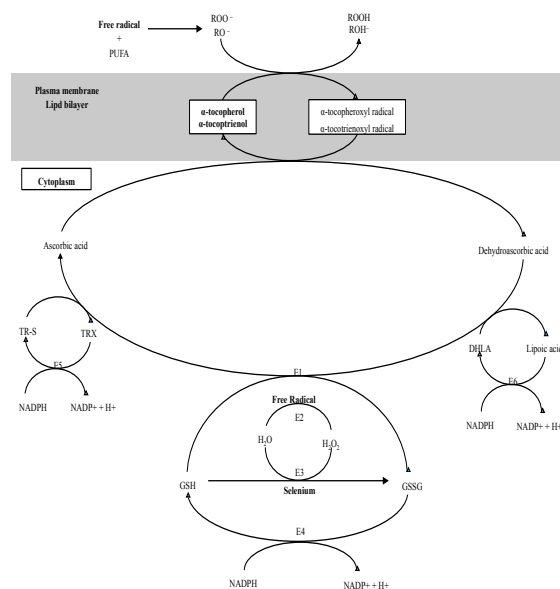 Free radical
+
PUFA
ROO⁻
RO⁻
ROOH
ROH⁻
Plasma membrane
Lipd bilayer
α-tocopherol
α-tocoptrienol
α-tocopheroxyl radical
α-tocotrienoxyl radical
Cytoplasm
Ascorbic acid
Dehydroascorbic acid
TR-S
TRX
E5
NADPH
NADP+ + H+
DHLA
Lipoic acid
E6
NADPH
NADP++ H+
E1
Free Radical
E2
H₂O
H₂O₂
E3
Selenium
GSH
GSSG
E4
NADPH
NADP++ H+